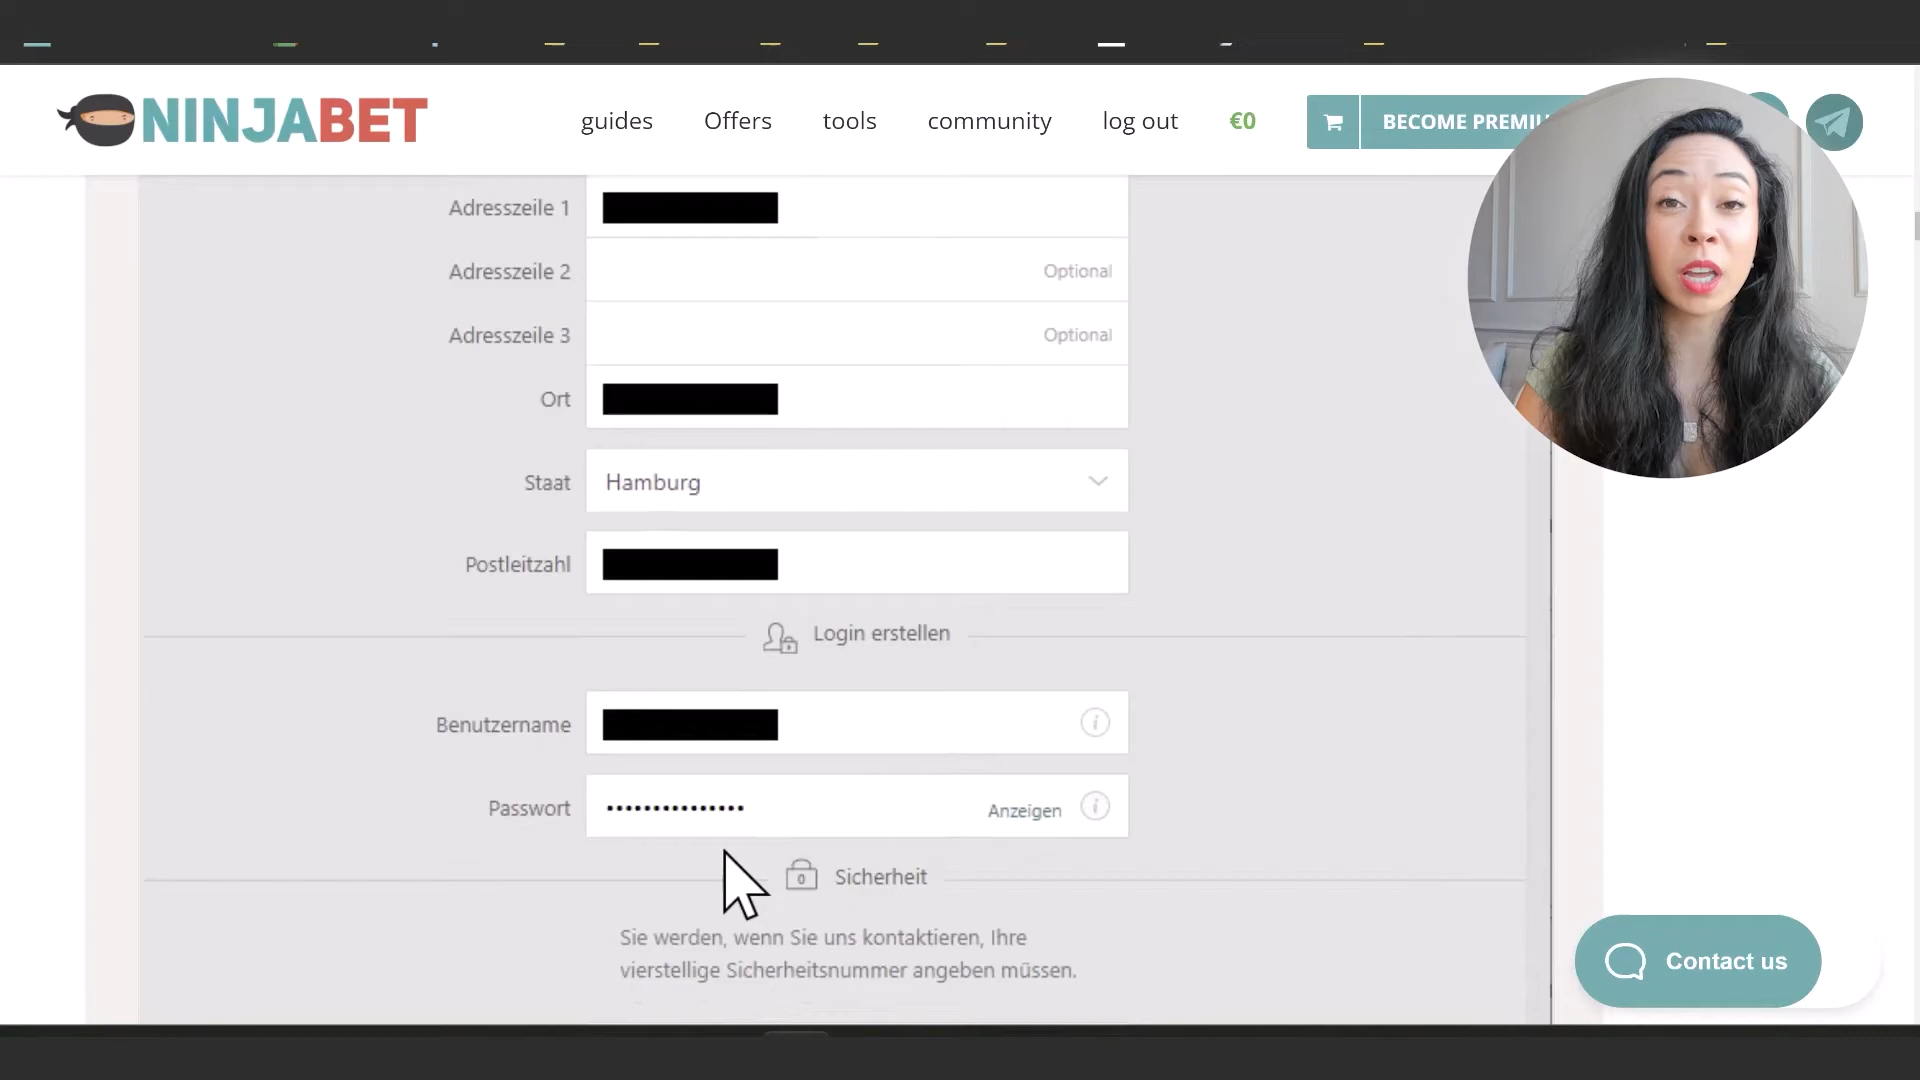 NINJABET
guides
Offers
tools
community
log out
€0
BECOME PREMIU
Adresszeile 1
Adresszeile 2
Optional
Adresszeile 3
Optional
Ort
Staat
Hamburg
Postleitzahl
Login erstellen
Benutzername
Passwort
Anzeigen
Sicherheit
Sie werden, wenn Sie uns kontaktieren, Ihre
vierstellige Sicherheitsnummer angeben müssen.
Contact us